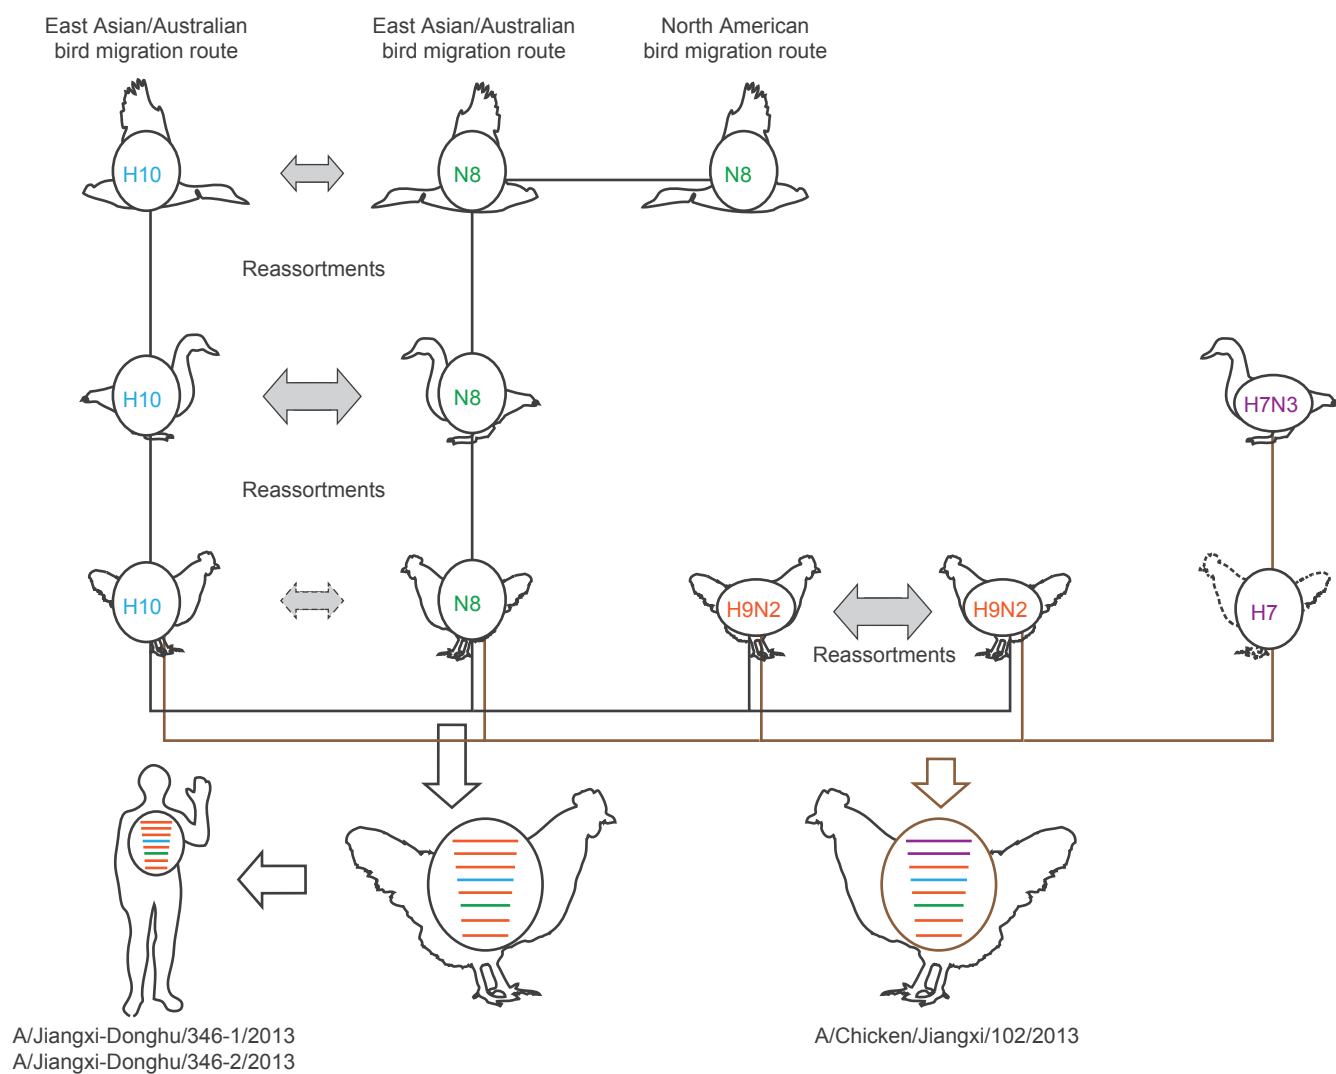 East Asian/Australian
bird migration route
East Asian/Australian
bird migration route
North American
bird migration route
H10
N8
N8
Reassortments
H10
N8
H7N3
Reassortments
H10
N8
H9N2
H9N2
H7
Reassortments
A/Jiangxi-Donghu/346-1/2013
A/Jiangxi-Donghu/346-2/2013
A/Chicken/Jiangxi/102/2013